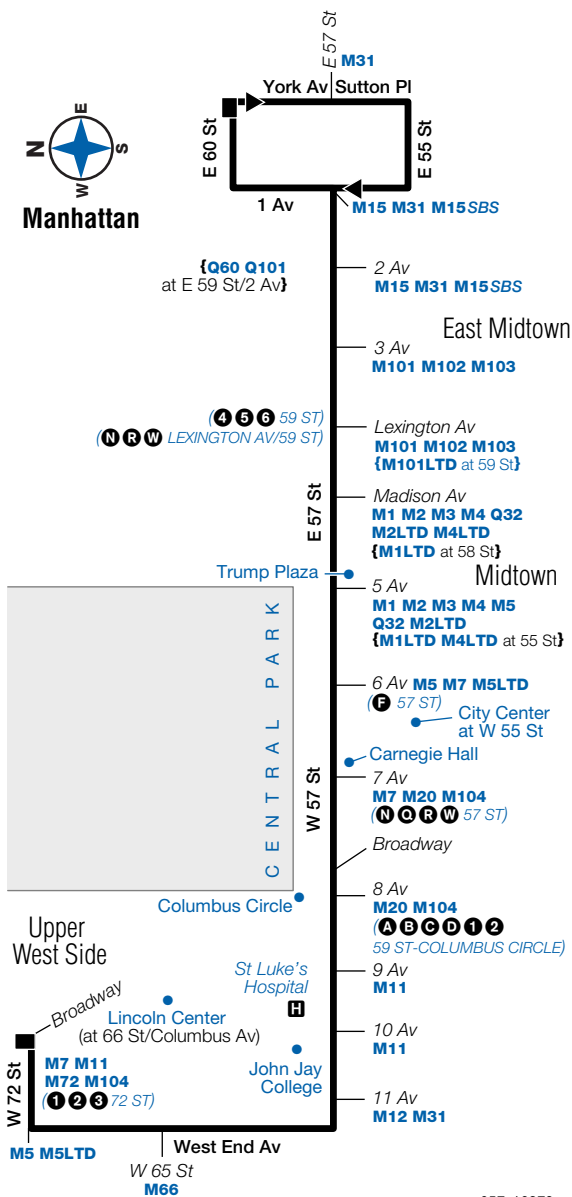 E 57 St
M31
York Av Sutton Pl
E 60 St
E 55 St
1 Av
N
E
S
W
Manhattan
M15 M31 M15SBS
{Q60 Q101
at E 59 St/2 Av}
2 Av
M15 M31 M15SBS
East Midtown
3 Av
M101 M102 M103
(4 5 6 59 ST)
(N R W LEXINGTON AV/59 ST)
Lexington Av
M101 M102 M103
{M101LTD at 59 St}
E 57 St
Madison Av
M1 M2 M3 M4 Q32
M2LTD M4LTD
{M1LTD at 58 St}
Trump Plaza
Midtown
5 Av
M1 M2 M3 M4 M5
Q32 M2LTD
{M1LTD M4LTD at 55 St}
CENTRAL PARK
6 Av M5 M7 M5LTD
(F 57 ST)
City Center
at W 55 St
Carnegie Hall
W 57 St
7 Av
M7 M20 M104
(N Q R W 57 ST)
Broadway
8 Av
M20 M104
(A B C D 1 2
59 ST-COLUMBUS CIRCLE)
Columbus Circle
Upper
West Side
St Luke's
Hospital
H
9 Av
M11
Broadway
Lincoln Center
(at 66 St/Columbus Av)
10 Av
M11
John Jay
College
W 72 St
M7 M11
M72 M104
(1 2 3 72 ST)
11 Av
M12 M31
M5 M5LTD
West End Av
W 65 St
M66